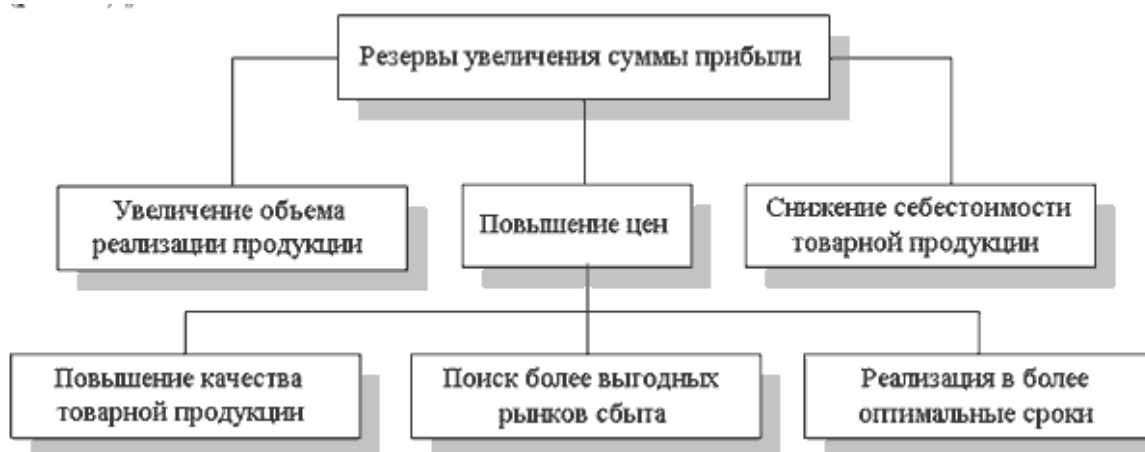 Резервы увеличения суммы прибыли
Увеличение объема
реализации продукции
Повышение цен
Снижение себестоимости
товарной продукции
Повышение качества
товарной продукции
Поиск более выгодных
рынков сбыта
Реализация в более
оптимальные сроки